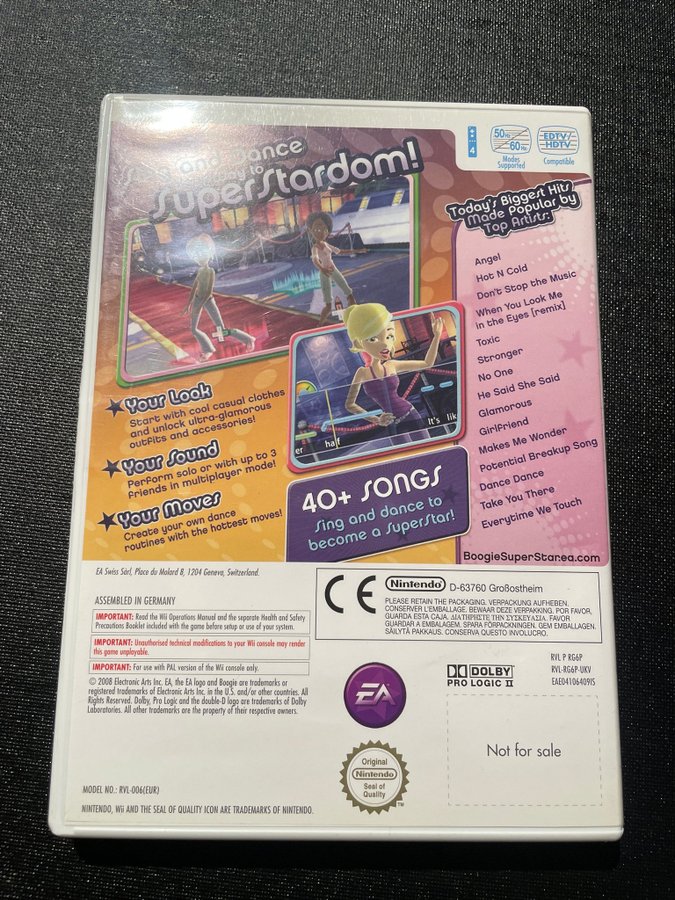 and Dance
to
SuperStardom!
4
50Hz
60Hz
Modes
Supported
EDTV/
HDTV
Compatible
Today's Biggest Hits
Made Popular by
Top Artists:
Angel
Hot N Cold
Don't Stop the Music
When You Look Me
in the Eyes [remix]
Toxic
Stronger
No One
He Said She Said
Glamorous
Girlfriend
Makes Me Wonder
Potential Breakup Song
Dance Dance
Take You There
Everytime We Touch
BoogieSuperStanea.com
er half It's lik
Your Look
Start with cool casual clothes
and unlock ultra-glamorous
outfits and accessories!
Your Sound
Perform solo or with up to 3
friends in multiplayer mode!
Your Moves
Create your own dance
routines with the hottest moves!
40+ SONGS
Sing and dance to
become a Superstar!
EA Swiss Sàrl, Place du Molard 8, 1204 Geneva, Switzerland.
ASSEMBLED IN GERMANY
IMPORTANT: Read the Wii Operations Manual and the separate Health and Safety
Precautions Booklet included with the game before setup or use of your system.
IMPORTANT: Unauthorised technical modifications to your Wii console may render
this game unplayable.
IMPORTANT: For use with PAL version of the Wii console only.
© 2008 Electronic Arts Inc. EA, the EA logo and Boogie are trademarks or
registered trademarks of Electronic Arts Inc. in the U.S. and/or other countries. All
Rights Reserved. Dolby, Pro Logic and the double-D logo are trademarks of Dolby
Laboratories. All other trademarks are the property of their respective owners.
CE
Nintendo D-63760 Großostheim
PLEASE RETAIN THE PACKAGING. VERPACKUNG AUFHEBEN.
CONSERVER L'EMBALLAGE. BEWAAR DEZE VERPAKKING. POR FAVOR,
GUARDA ESTA CAJA. ΔΙΑΤΗΡΗΣΤΕ ΤΗΝ ΣΥΣΚΕΥΑΣΙΑ. FAVOR
GUARDAR A EMBALAGEM. SPARA FÖRPACKNINGEN. GEM EMBALLAGEN.
SÄILYTÄ PAKKAUS. CONSERVA QUESTO INVOLUCRO.
EA
DOLBY
PRO LOGIC II
RVL P RG6P
RVL-RG6P-UKV
EAE04106409IS
Not for sale
Original
Nintendo
Seal of
Quality
TM
MODEL NO.: RVL-006(EUR)
NINTENDO, Wii AND THE SEAL OF QUALITY ICON ARE TRADEMARKS OF NINTENDO.